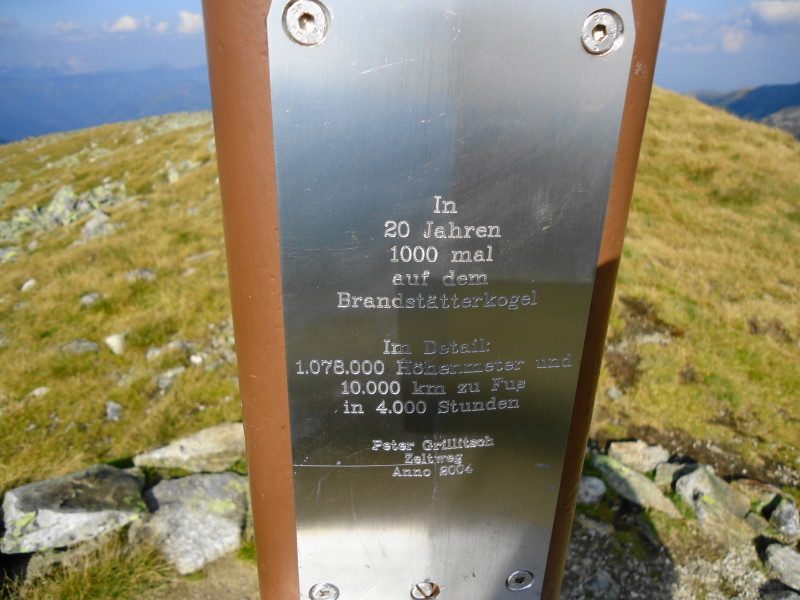 In
20 Jahren
1000 mal
auf dem
Brandstätterkogel
Im Detail:
1.078.000 Höhenmeter und
10.000 km zu Fus
in 4.000 Stunden
Peter Grillitsch
Zeltweg
Anno 2004